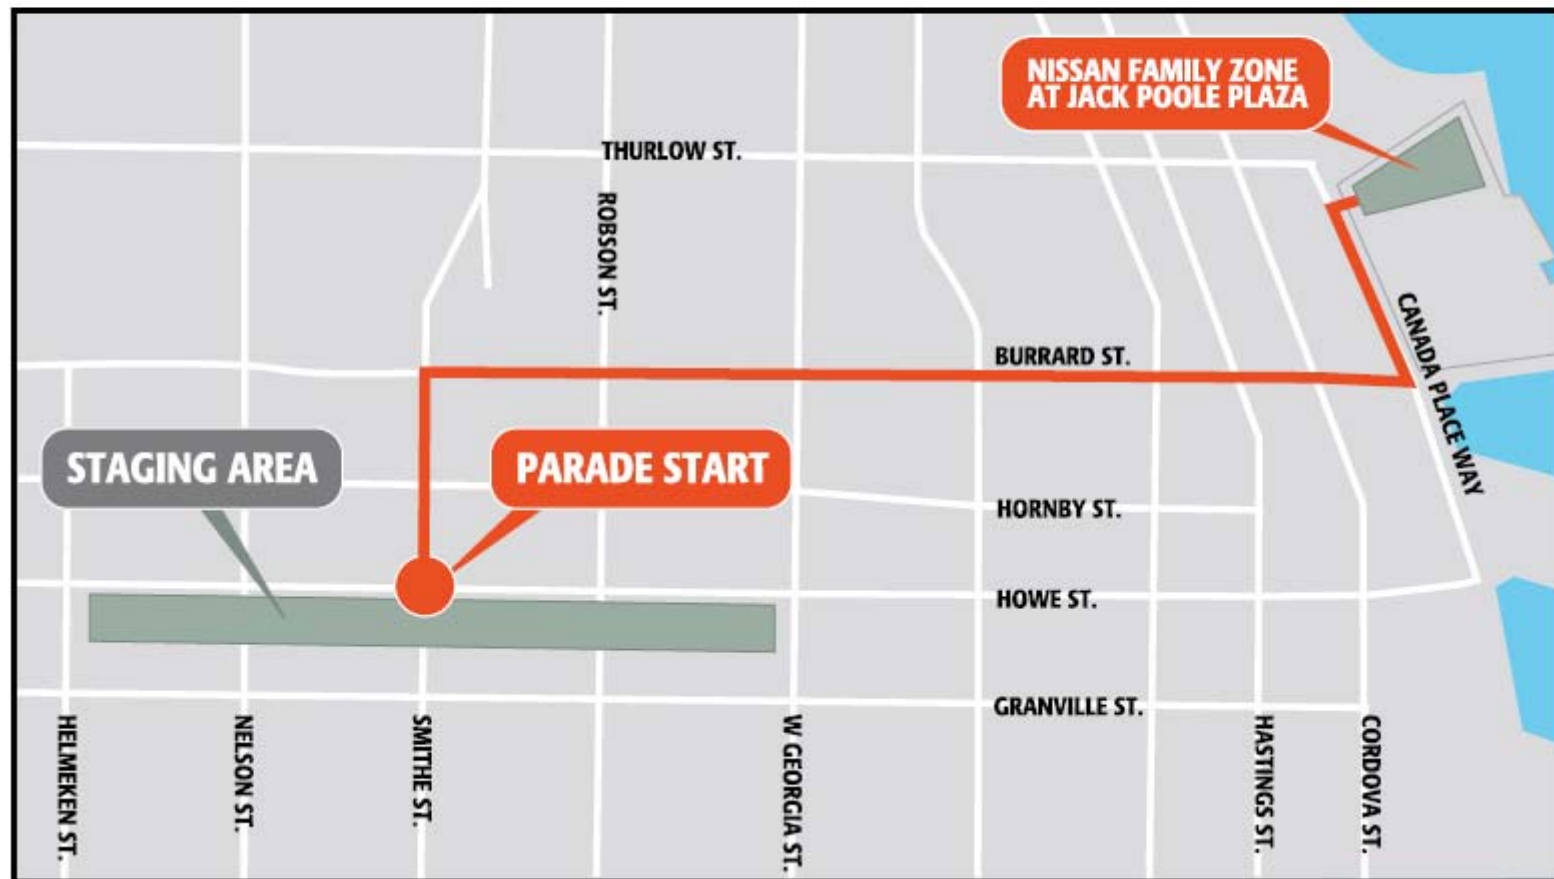 NISSAN FAMILY ZONE
AT JACK POOLE PLAZA
THURLOW ST.
ROBSON ST.
CANADA PLACE WAY
BURRARD ST.
STAGING AREA
PARADE START
HORNBY ST.
HOWE ST.
GRANVILLE ST.
HELMEKEN ST.
NELSON ST.
SMITHE ST.
W GEORGIA ST.
HASTINGS ST.
CORDOVA ST.